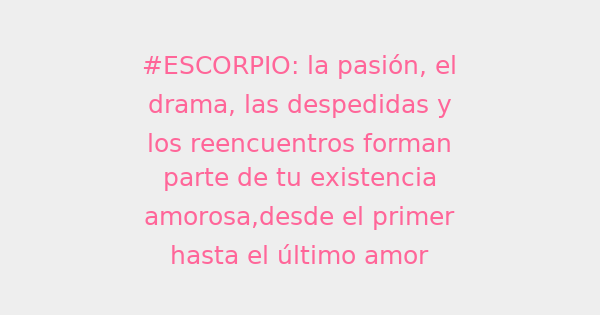 #ESCORPIO: la pasión, el
drama, las despedidas y
los reencuentros forman
parte de tu existencia
amorosa,desde el primer
hasta el último amor